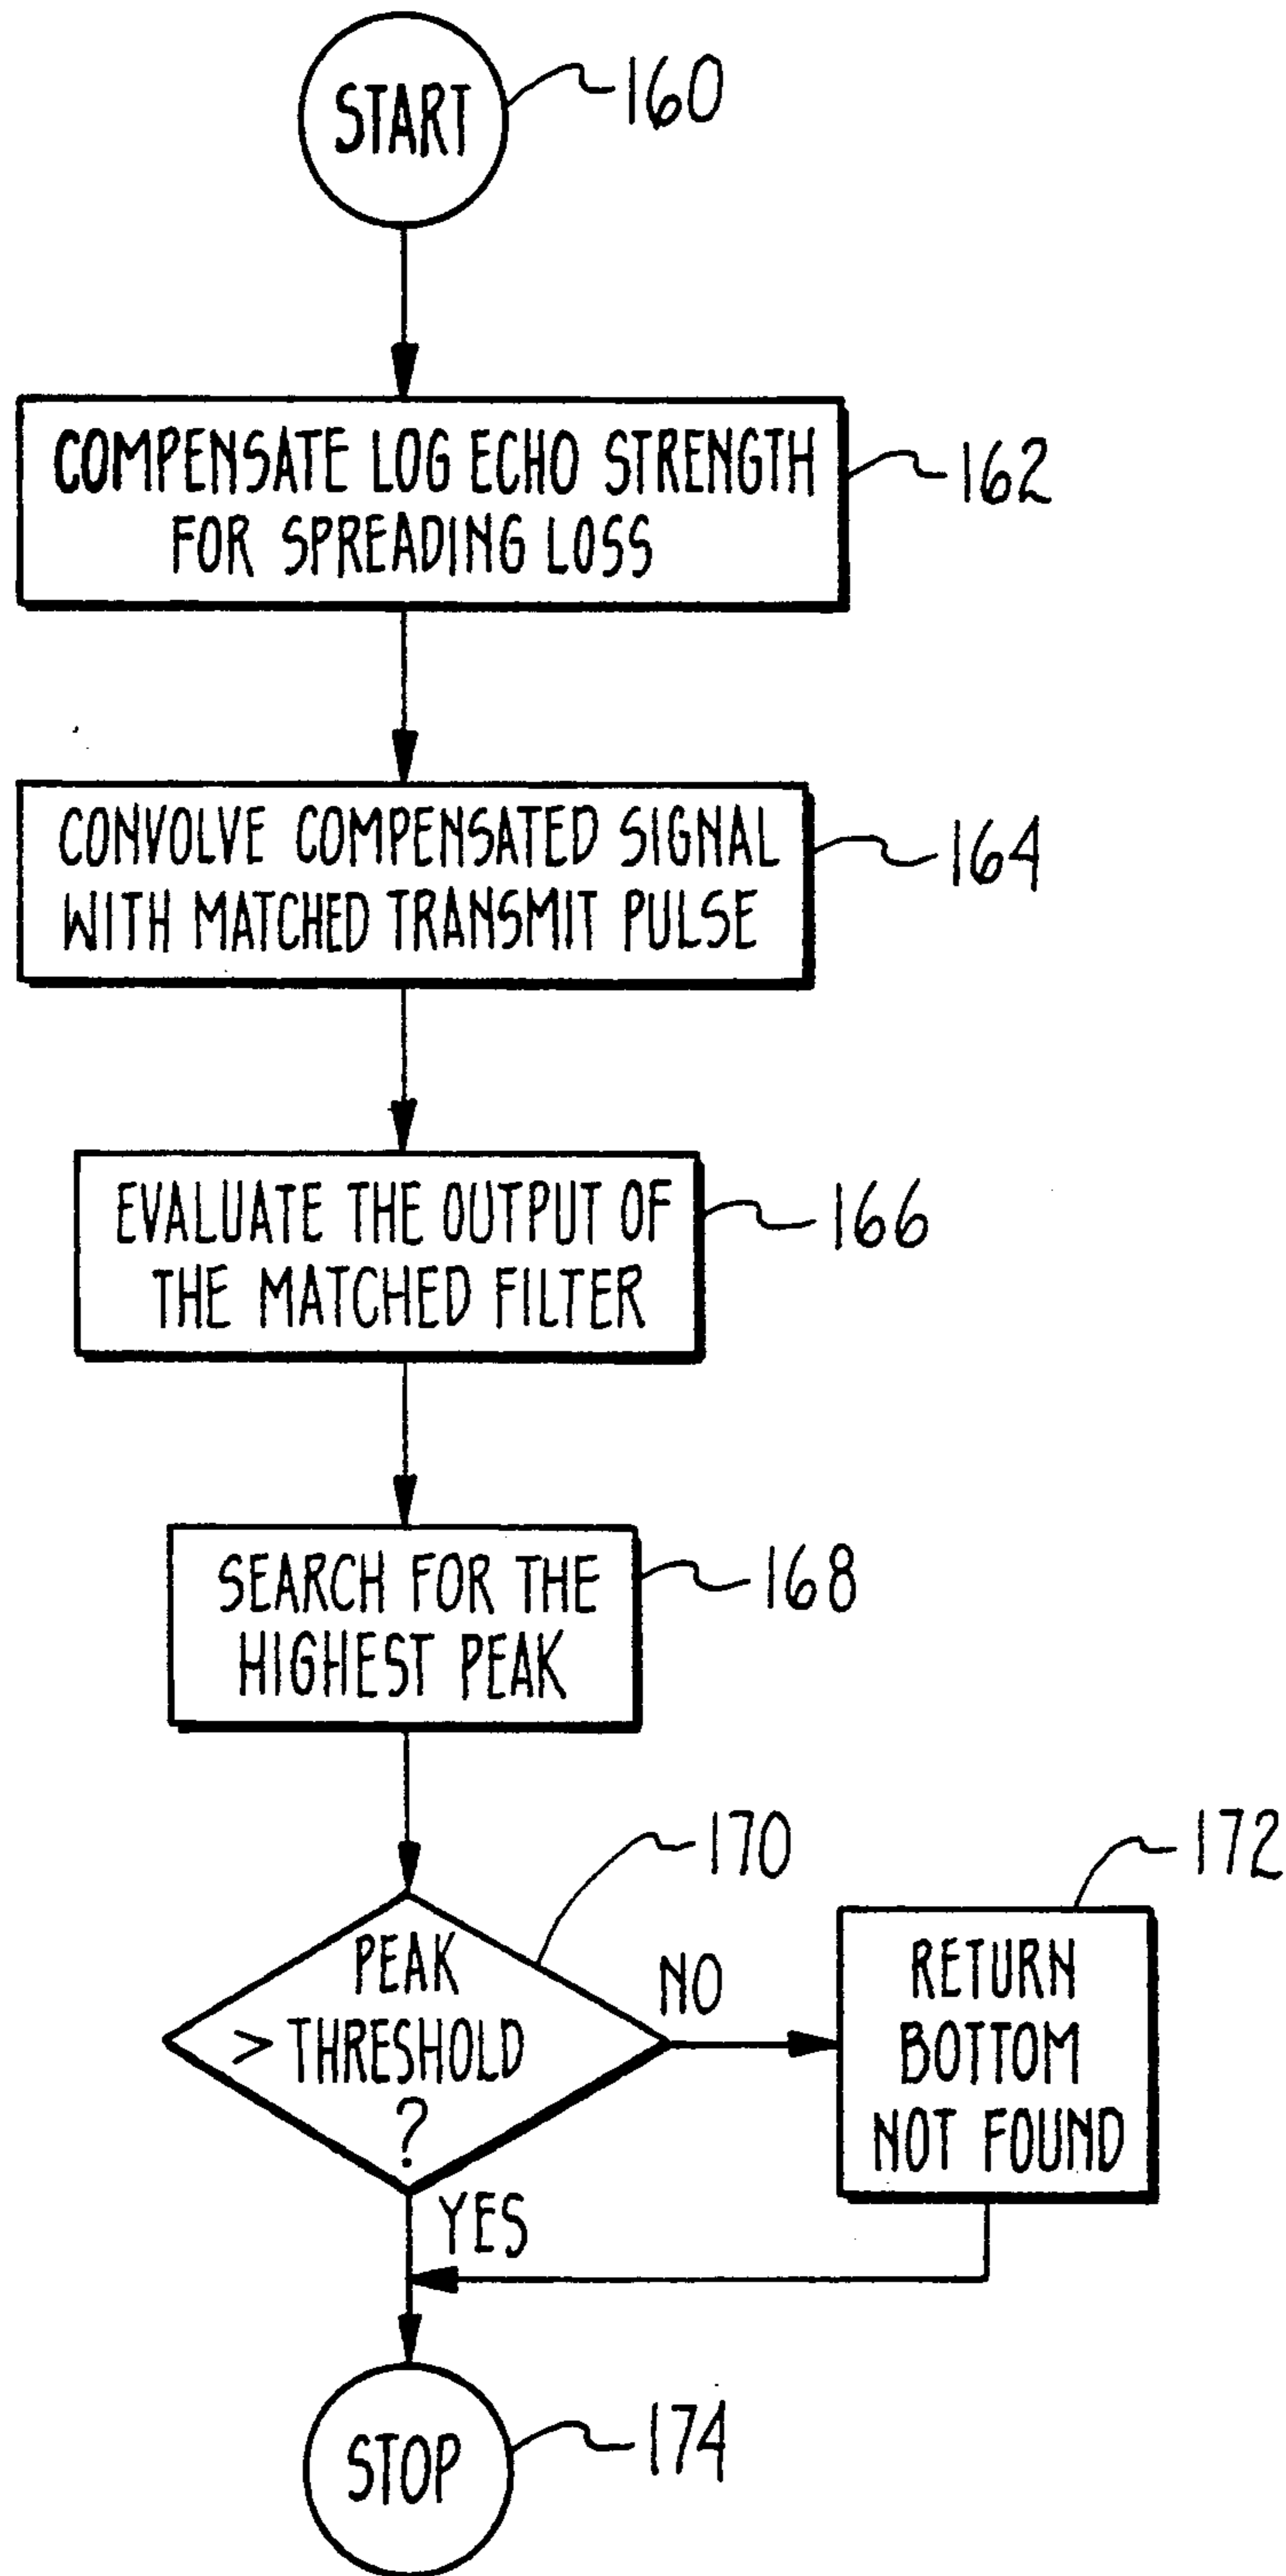 START
160
COMPENSATE LOG ECHO STRENGTH
FOR SPREADING LOSS
162
CONVOLVE COMPENSATED SIGNAL
WITH MATCHED TRANSMIT PULSE
164
EVALUATE THE OUTPUT OF
THE MATCHED FILTER
166
SEARCH FOR THE
HIGHEST PEAK
168
170
PEAK
> THRESHOLD
?
NO
172
RETURN
BOTTOM
NOT FOUND
YES
STOP
174